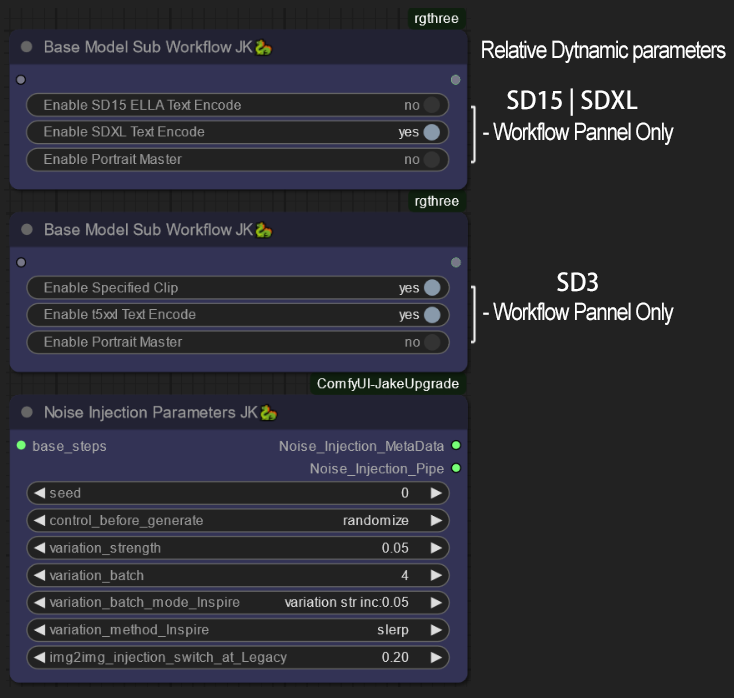 rgthree
Base Model Sub Workflow JK🐉
Relative Dytnamic parameters
Enable SD15 ELLA Text Encode no
Enable SDXL Text Encode yes
Enable Portrait Master no
SD15 | SDXL
- Workflow Pannel Only
rgthree
Base Model Sub Workflow JK🐉
Enable Specified Clip yes
Enable t5xxl Text Encode yes
Enable Portrait Master no
SD3
- Workflow Pannel Only
ComfyUI-JakeUpgrade
Noise Injection Parameters JK🐉
base_steps Noise_Injection_MetaData
Noise_Injection_Pipe
seed 0
control_before_generate randomize
variation_strength 0.05
variation_batch 4
variation_batch_mode_Inspire variation str inc:0.05
variation_method_Inspire slerp
img2img_injection_switch_at_Legacy 0.20